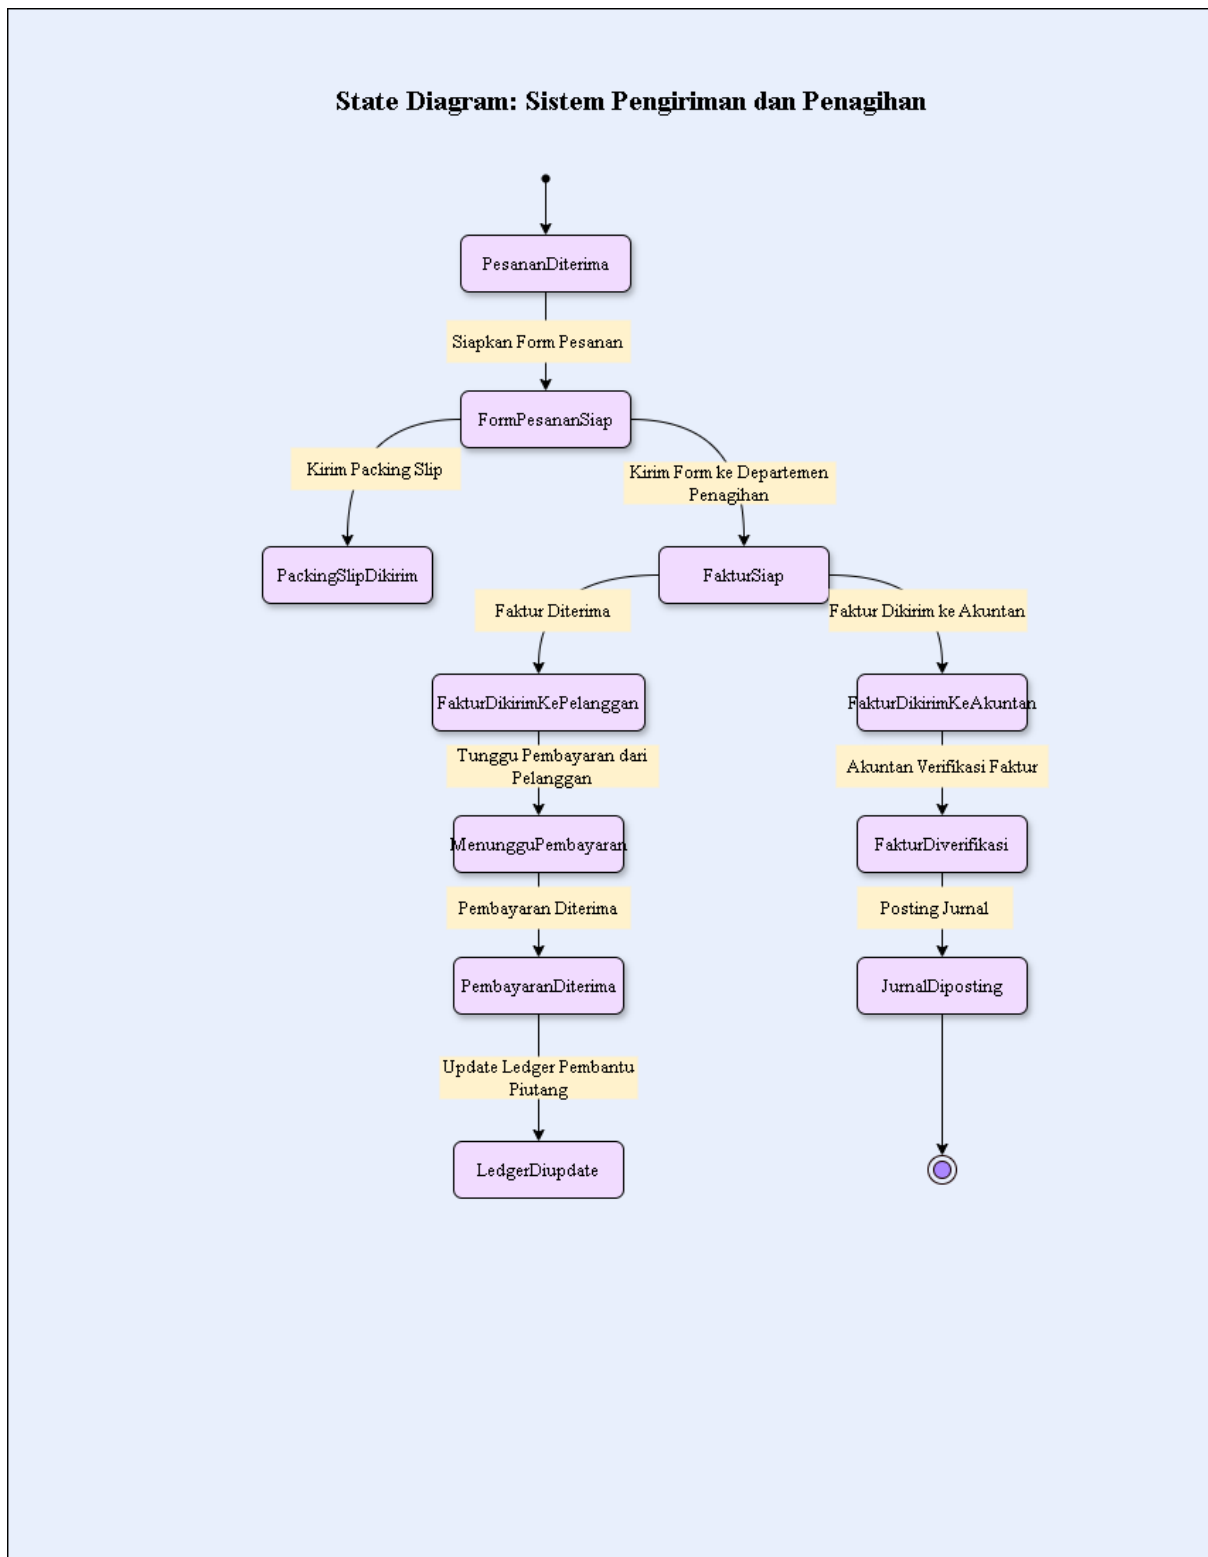 State Diagram: Sistem Pengiriman dan Penagihan
PesananDiterima
Siapkan Form Pesanan
FormPesananSiap
Kirim Packing Slip
Kirim Form ke Departemen
Penagihan
PackingSlipDikirim
FakturSiap
Faktur Diterima
Faktur Dikirim ke Akuntan
FakturDikirimKePelanggan
FakturDikirimKeAkuntan
Tunggu Pembayaran dari
Pelanggan
Akuntan Verifikasi Faktur
MenungguPembayaran
FakturDiverifikasi
Pembayaran Diterima
Posting Jurnal
PembayaranDiterima
JurnalDiposting
Update Ledger Pembantu
Piutang
LedgerDiupdate